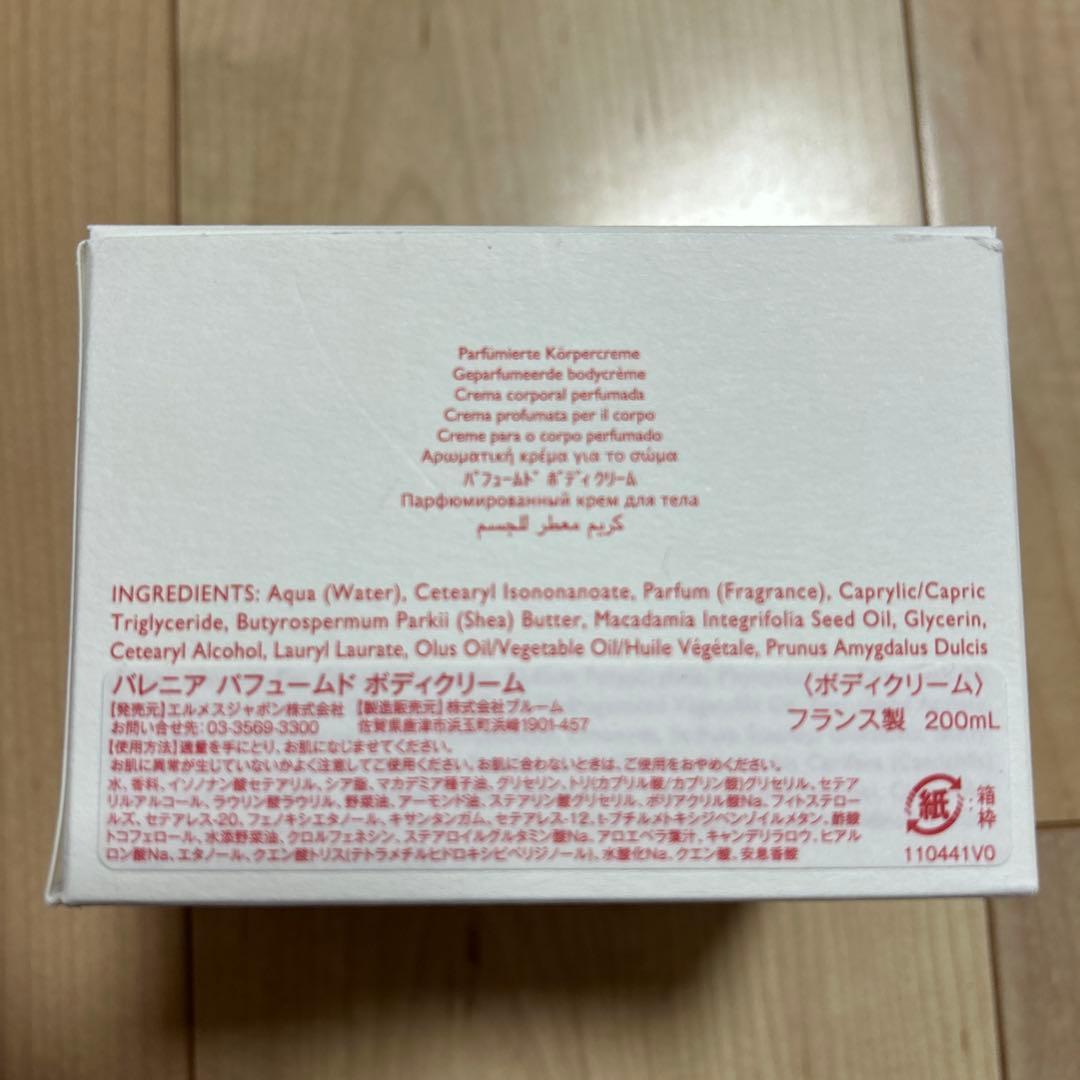 Parfümierte Körpercreme
Geparfumeerde bodycrème
Crema corporal perfumada
Crema profumata per il corpo
Creme para o corpo perfumado
Αρωματική κρέμα για το σώμα
パフュームド ボディクリーム
Парфюмированный крем для тела
كريم معطر للجسم
INGREDIENTS: Aqua (Water), Cetearyl Isononanoate, Parfum (Fragrance), Caprylic/Capric
Triglyceride, Butyrospermum Parkii (Shea) Butter, Macadamia Integrifolia Seed Oil, Glycerin,
Cetearyl Alcohol, Lauryl Laurate, Olus Oil/Vegetable Oil/Huile Végétale, Prunus Amygdalus Dulcis
バレニア パフュームド ボディクリーム 〈ボディクリーム〉
【発売元】エルメスジャポン株式会社 【製造販売元】株式会社ブルーム
お問い合せ先:03-3569-3300 佐賀県唐津市浜玉町浜崎1901-457
フランス製 200mL
【使用方法】適量を手にとり、お肌になじませてください。
お肌に異常が生じていないかよく注意してご使用ください。お肌に合わないときは、ご使用をおやめください。
水、香料、イソノナン酸セテアリル、シア脂、マカデミア種子油、グリセリン、トリ(カプリル酸/カプリン酸)グリセリル、セテア
リルアルコール、ラウリン酸ラウリル、野菜油、アーモンド油、ステアリン酸グリセリル、ポリアクリル酸Na、フィトステロー
ルズ、セテアレス-20、フェノキシエタノール、キサンタンガム、セテアレス-12、t-ブチルメトキシジベンゾイルメタン、酢酸
トコフェロール、水添野菜油、クロルフェネシン、ステアロイルグルタミン酸Na、アロエベラ葉汁、キャンデリラロウ、ヒアル
ロン酸Na、エタノール、クエン酸トリス(テトラメチルヒドロキシピペリジノール)、水酸化Na、クエン酸、安息香酸
紙 : 箱
枠
110441V0